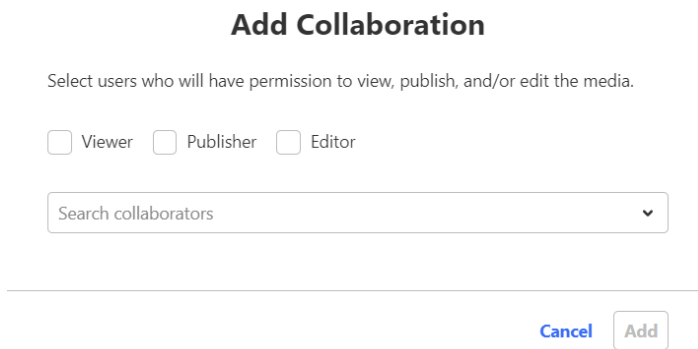 Add Collaboration
Select users who will have permission to view, publish, and/or edit the media.
Viewer Publisher Editor
Search collaborators
Cancel Add